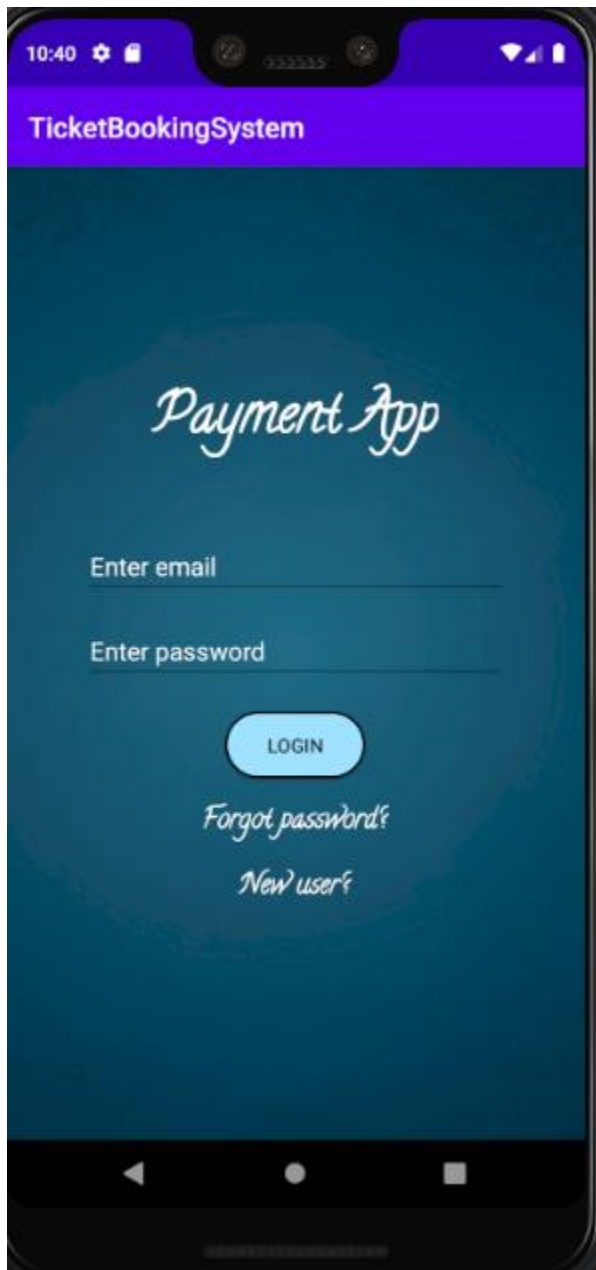 10:40
TicketBookingSystem
Payment App
Enter email
Enter password
LOGIN
Forgot password?
New user?